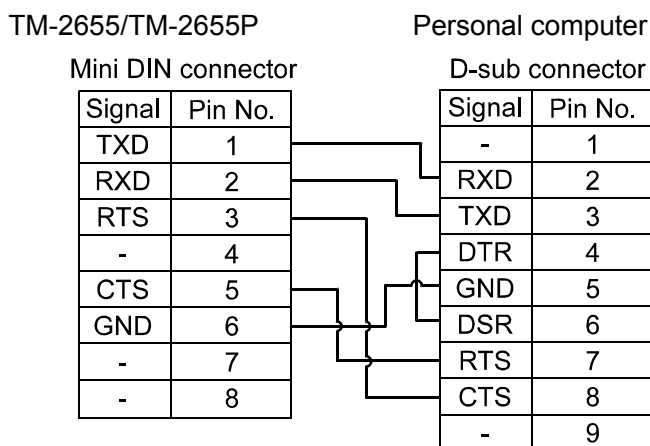 TM-2655/TM-2655P Personal computer
Mini DIN connector D-sub connector
Signal Pin No. Signal Pin No.
TXD 1 - 1
RXD 2 RXD 2
RTS 3 TXD 3
- 4 DTR 4
CTS 5 GND 5
GND 6 DSR 6
- 7 RTS 7
- 8 CTS 8
- 9